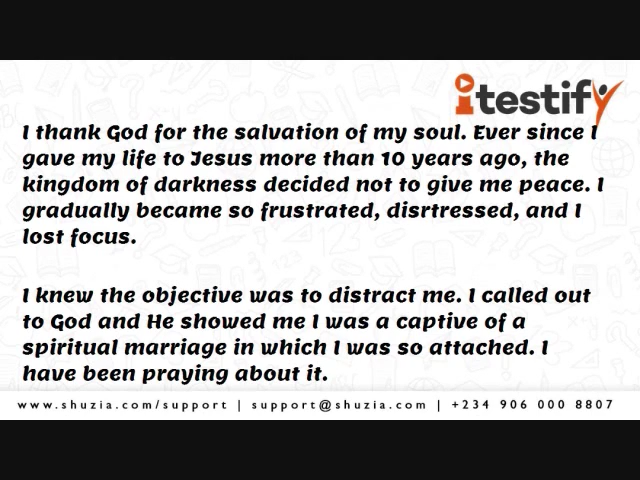 itestify
I thank God for the salvation of my soul. Ever since I
gave my life to Jesus more than 10 years ago, the
kingdom of darkness decided not to give me peace. I
gradually became so frustrated, disrtressed, and I
lost focus.
I knew the objective was to distract me. I called out
to God and He showed me I was a captive of a
spiritual marriage in which I was so attached. I
have been praying about it.
www.shuzia.com/support | support@shuzia.com | +234 906 000 8807